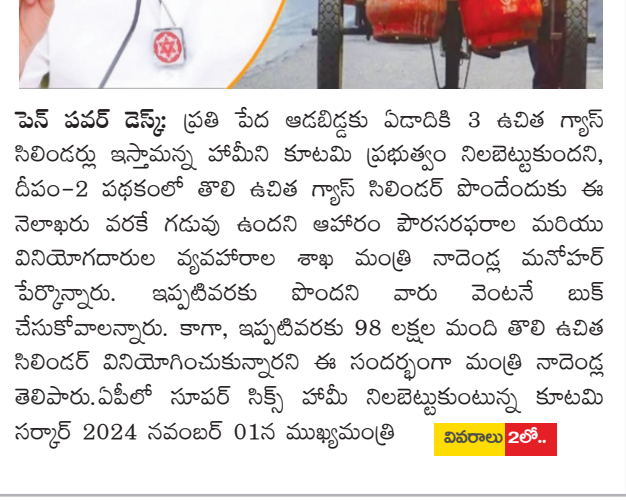 పెన్ పవర్ డెస్క్: ప్రతి పేద ఆడబిడ్డకు ఏడాదికి 3 ఉచిత గ్యాస్
సిలిండర్లు ఇస్తామన్న హామీని కూటమి ప్రభుత్వం నిలబెట్టుకుందని,
దీపం-2 పథకంలో తొలి ఉచిత గ్యాస్ సిలిండర్ పొందేందుకు ఈ
నెలాఖరు వరకే గడువు ఉందని ఆహారం పౌరసరఫరాల మరియు
వినియోగదారుల వ్యవహారాల శాఖ మంత్రి నాదెండ్ల మనోహర్
పేర్కొన్నారు. ఇప్పటివరకు పొందని వారు వెంటనే బుక్
చేసుకోవాలన్నారు. కాగా, ఇప్పటివరకు 98 లక్షల మంది తొలి ఉచిత
సిలిండర్ వినియోగించుకున్నారని ఈ సందర్భంగా మంత్రి నాదెండ్ల
తెలిపారు.ఏపీలో సూపర్ సిక్స్ హామీ నిలబెట్టుకుంటున్న కూటమి
సర్కార్ 2024 నవంబర్ 01న ముఖ్యమంత్రి వివరాలు 2లో..